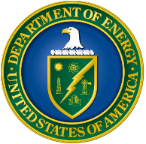 DEPARTMENT OF ENERGY
UNITED STATES OF AMERICA